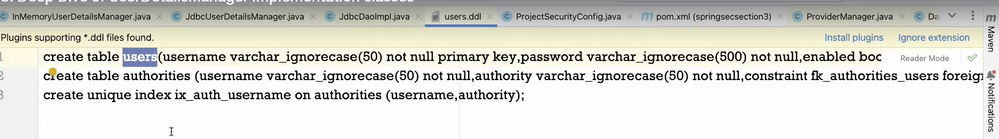 InMemoryUserDetailsManager.java JdbcUserDetailsManager.java JdbcDaoImpl.java users.ddl ProjectSecurityConfig.java pom.xml (springsecsection3) ProviderManager.java Da
Plugins supporting *.ddl files found. Install plugins Ignore extension
1 create table users(username varchar_ignorecase(50) not null primary key,password varchar_ignorecase(500) not null,enabled boo Reader Mode
2 create table authorities (username varchar_ignorecase(50) not null,authority varchar_ignorecase(50) not null,constraint fk_authorities_users foreign
3 create unique index ix_auth_username on authorities (username,authority);
Maven
Notifications